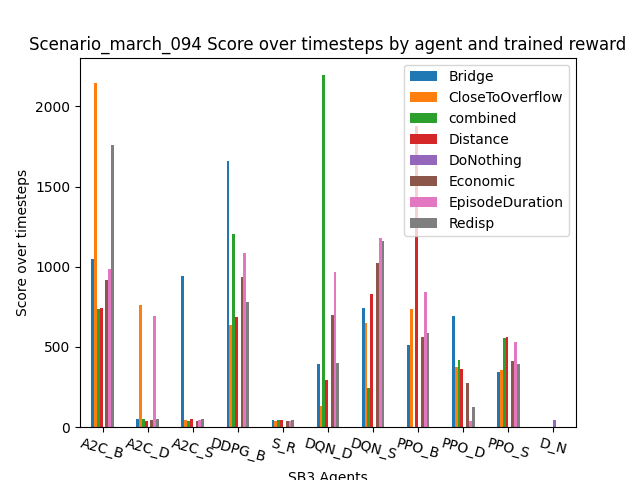 Scenario_march_094 Score over timesteps by agent and trained reward
Score over timesteps
2000
1500
1000
500
0
Bridge
CloseToOverflow
combined
Distance
DoNothing
Economic
EpisodeDuration
Redisp
A2C_B
A2C_D
A2C_S
DDPG_B
S_R
DQN_D
DQN_S
PPO_B
PPO_D
PPO_S
D_N
SB3 Agents